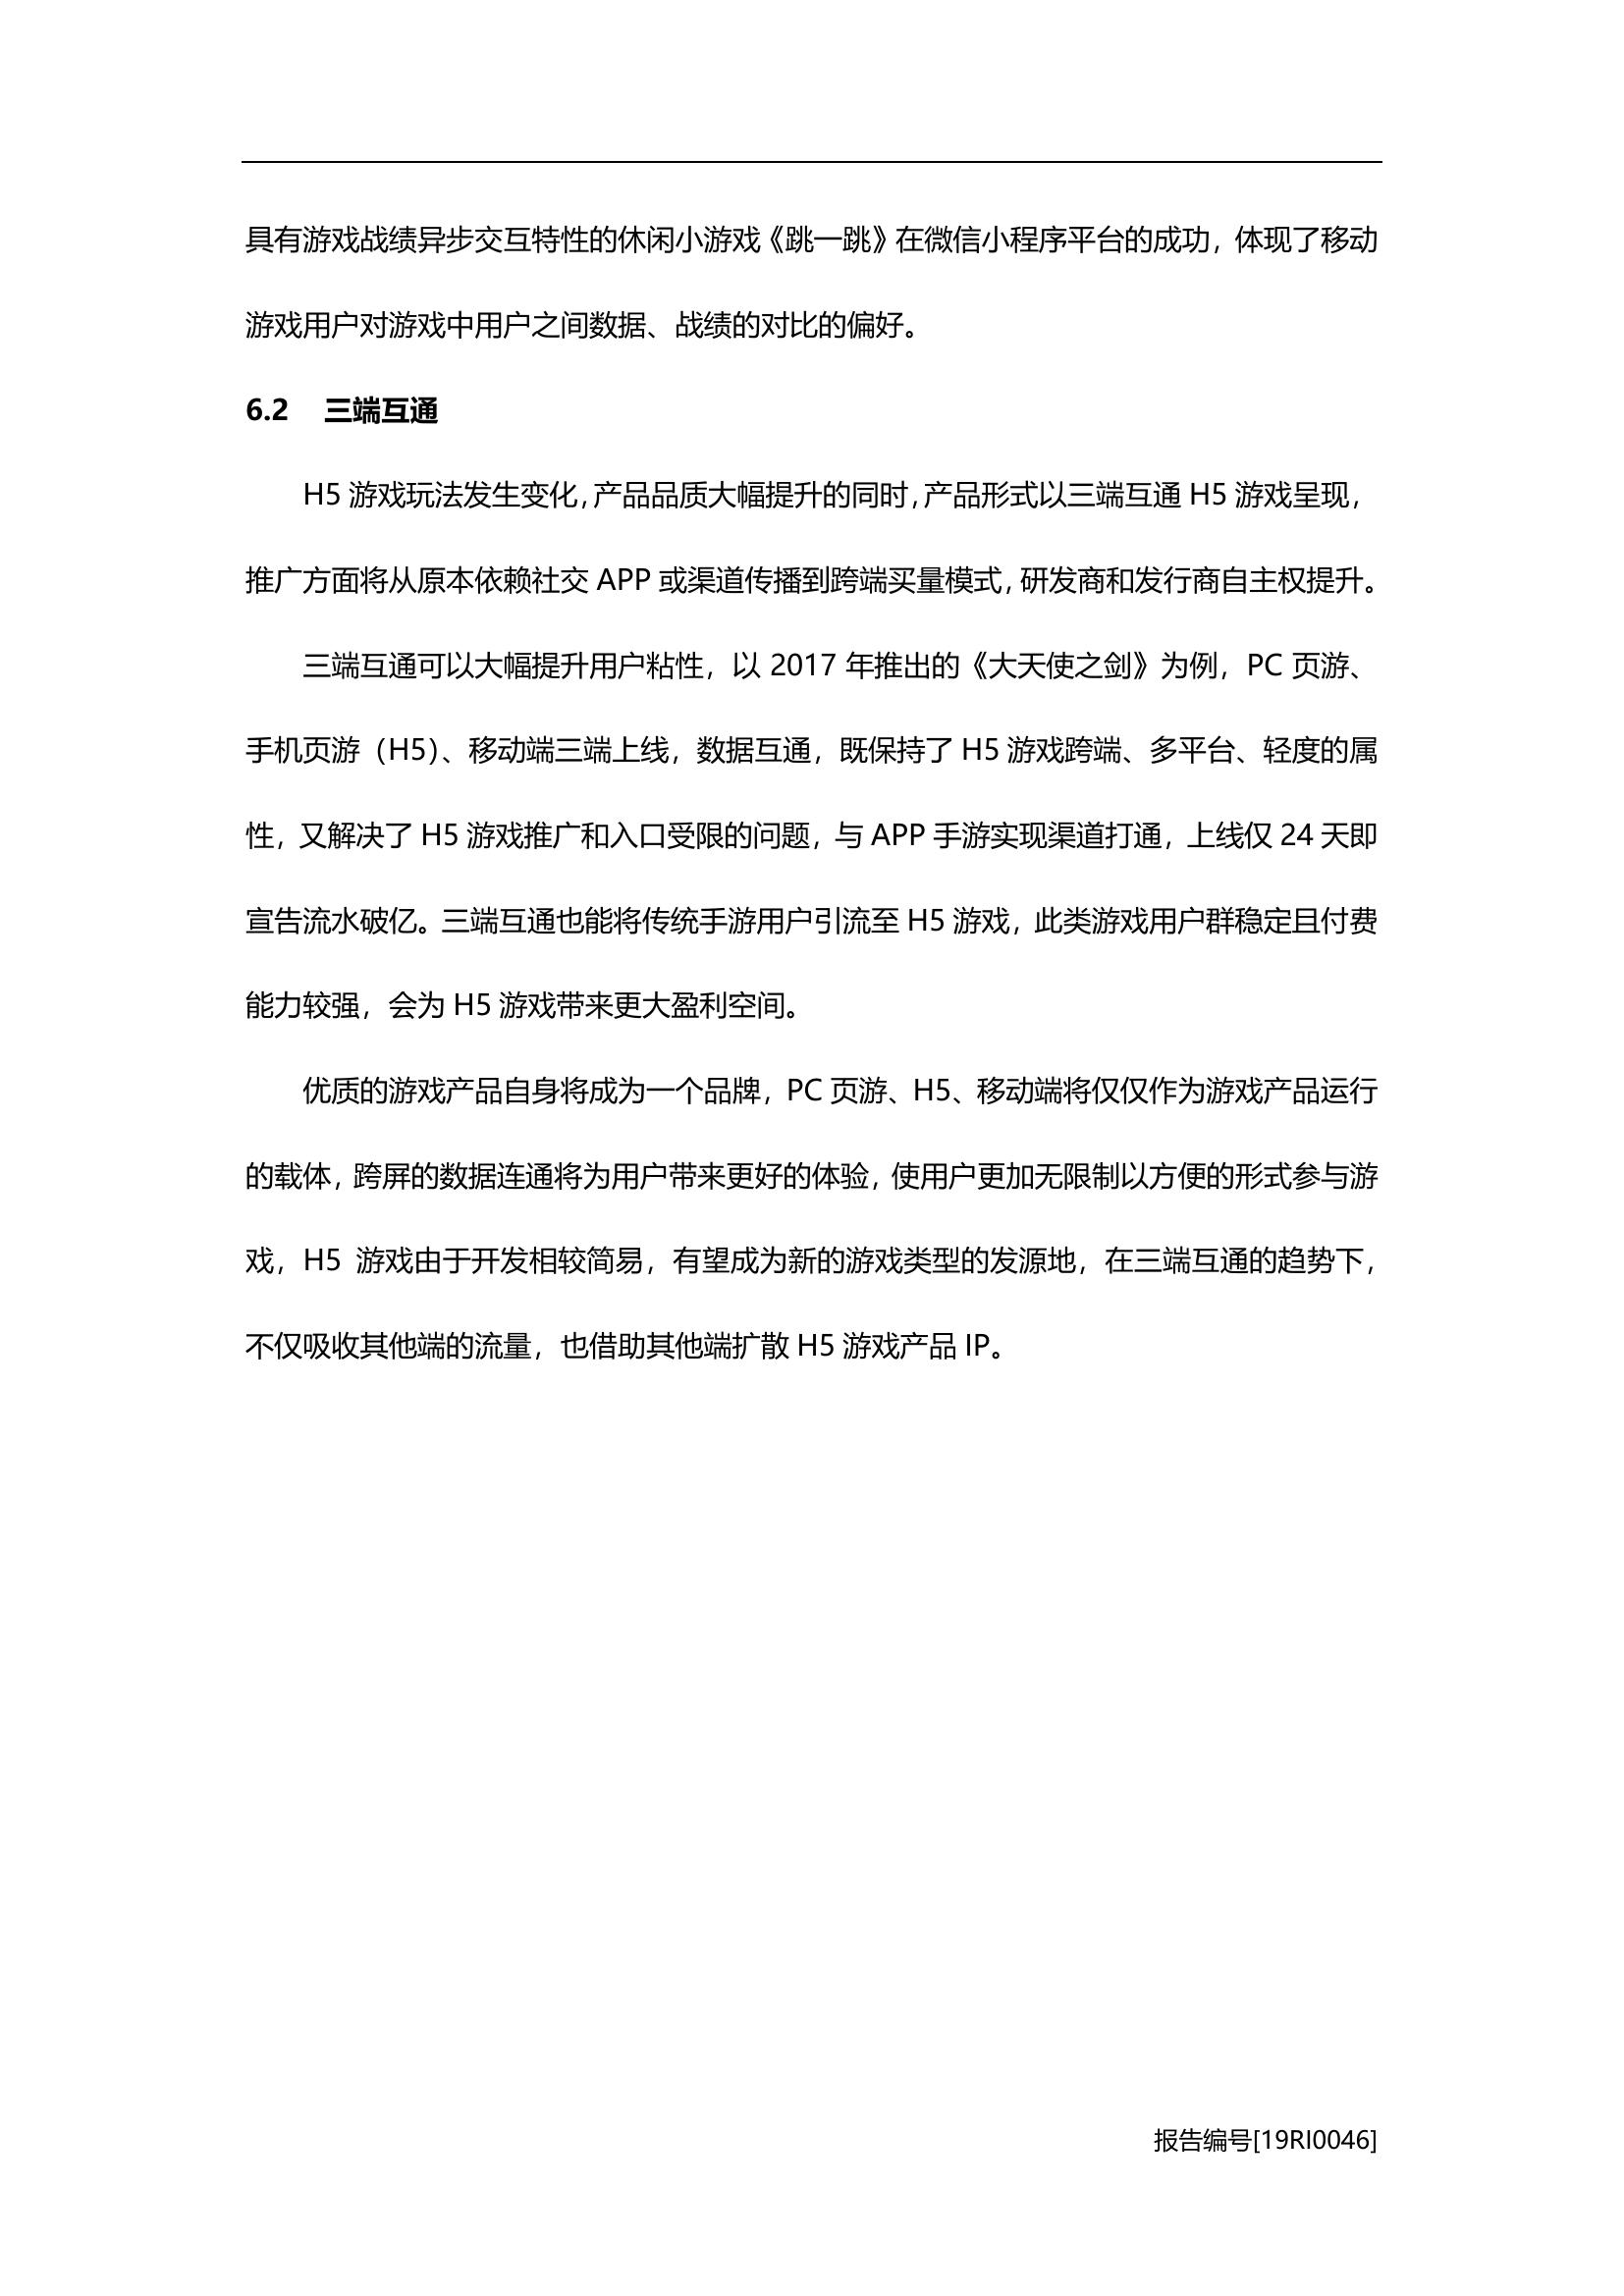 具有游戏战绩异步交互特性的休闲小游戏《跳一跳》在微信小程序平台的成功，体现了移动
游戏用户对游戏中用户之间数据、战绩的对比的偏好。
6.2 三端互通
H5 游戏玩法发生变化，产品品质大幅提升的同时，产品形式以三端互通 H5 游戏呈现，
推广方面将从原本依赖社交 APP 或渠道传播到跨端买量模式，研发商和发行商自主权提升。
三端互通可以大幅提升用户粘性，以 2017 年推出的《大天使之剑》为例，PC 页游、
手机页游（H5）、移动端三端上线，数据互通，既保持了 H5 游戏跨端、多平台、轻度的属
性，又解决了 H5 游戏推广和入口受限的问题，与 APP 手游实现渠道打通，上线仅 24 天即
宣告流水破亿。三端互通也能将传统手游用户引流至 H5 游戏，此类游戏用户群稳定且付费
能力较强，会为 H5 游戏带来更大盈利空间。
优质的游戏产品自身将成为一个品牌，PC 页游、H5、移动端将仅仅作为游戏产品运行
的载体，跨屏的数据连通将为用户带来更好的体验，使用户更加无限制以方便的形式参与游
戏，H5 游戏由于开发相较简易，有望成为新的游戏类型的发源地，在三端互通的趋势下，
不仅吸收其他端的流量，也借助其他端扩散 H5 游戏产品 IP。
报告编号[19RI0046]